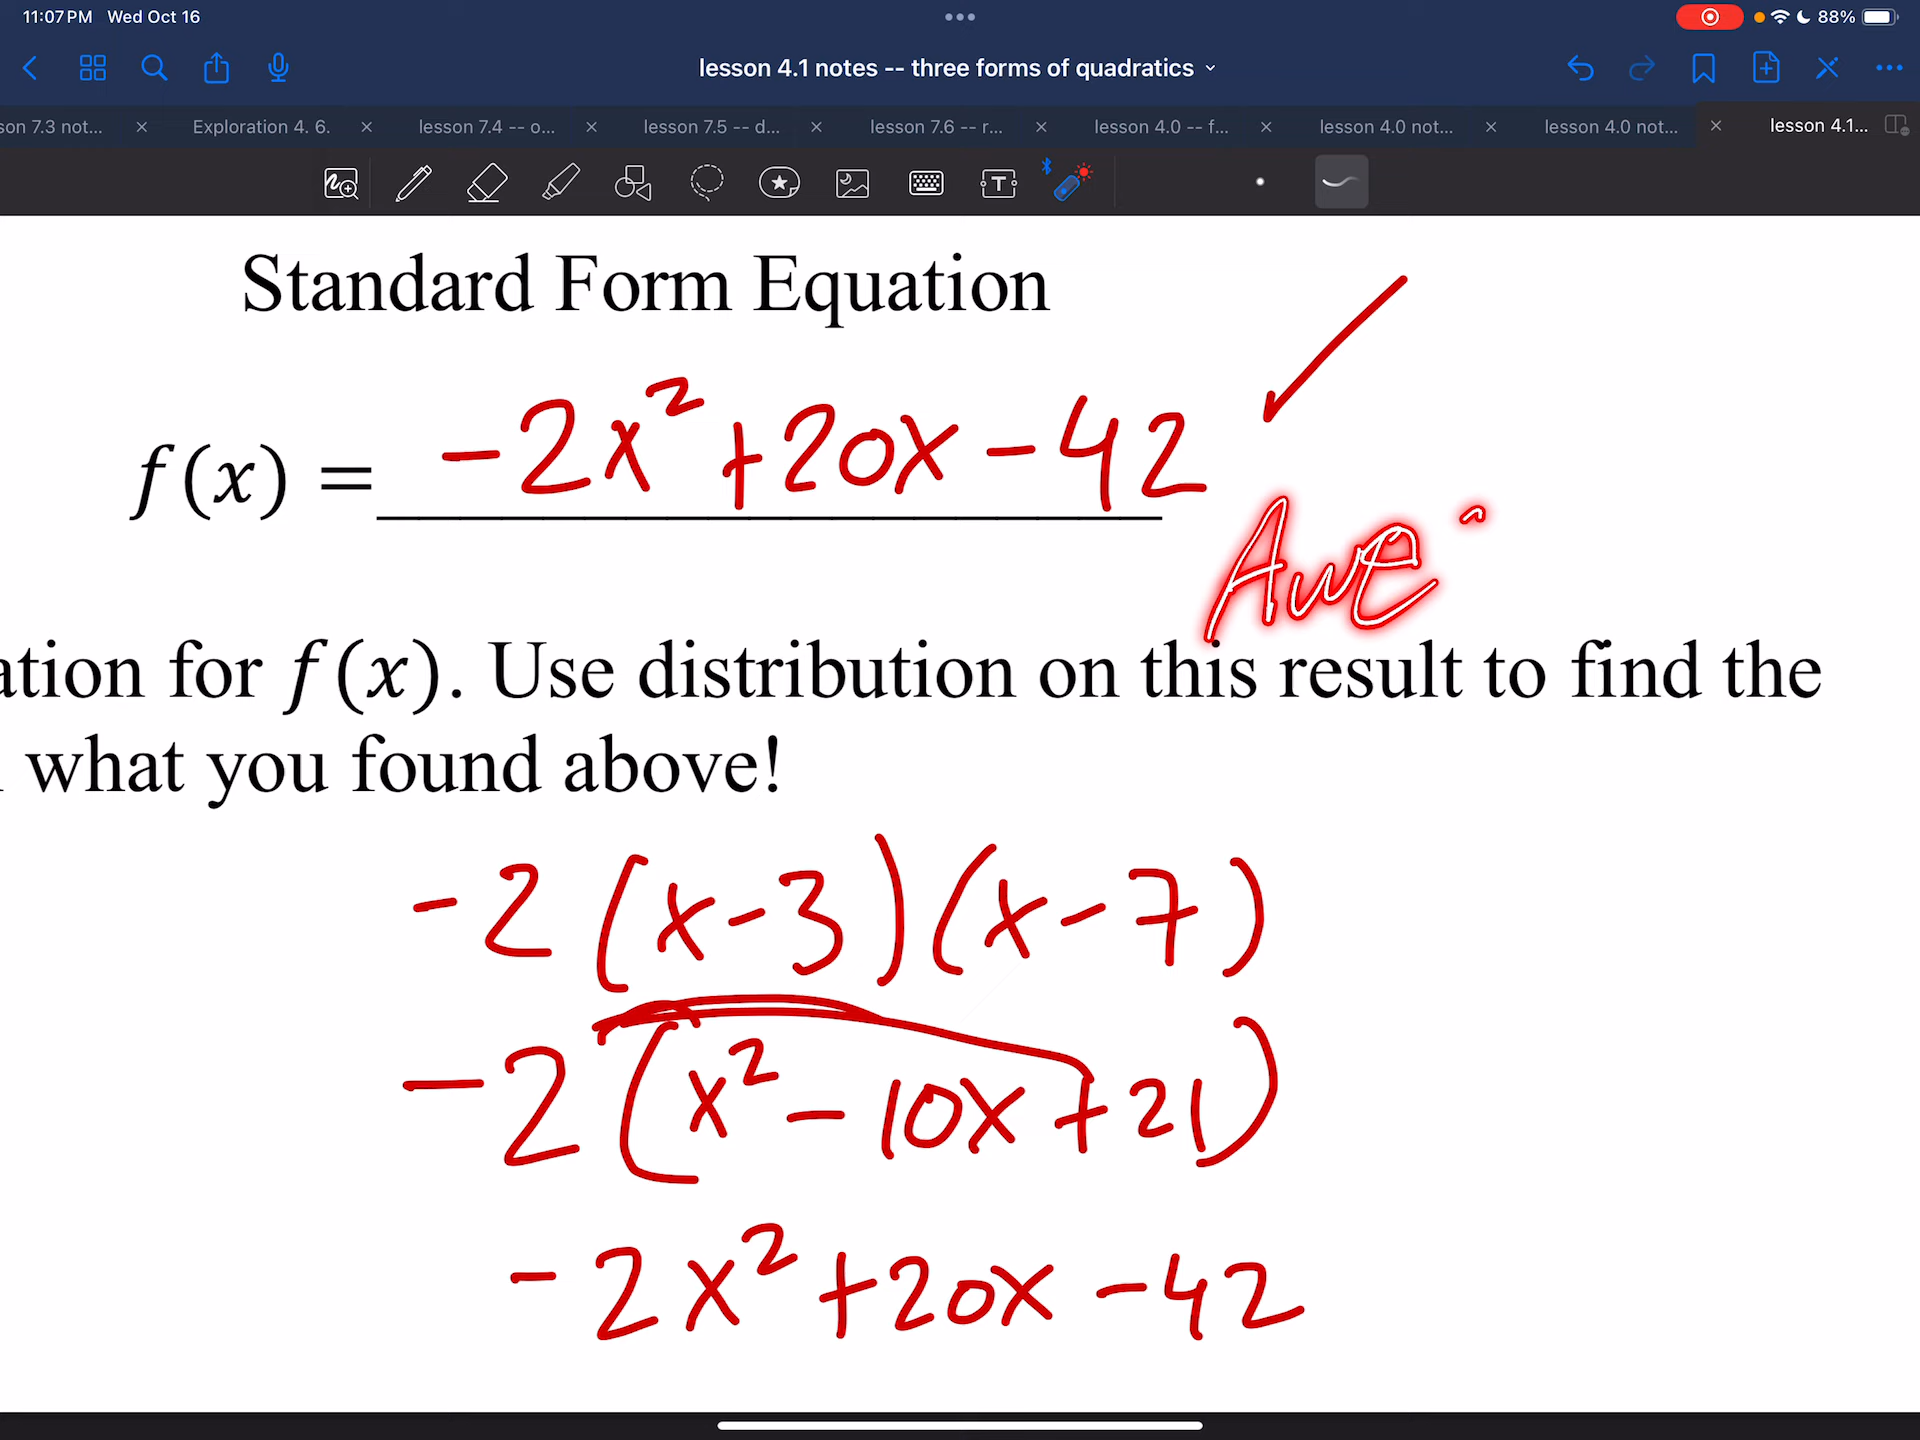 11:07 PM Wed Oct 16
88%
lesson 4.1 notes -- three forms of quadratics
son 7.3 not... Exploration 4. 6. lesson 7.4 -- o... lesson 7.5 -- d... lesson 7.6 -- r... lesson 4.0 -- f... lesson 4.0 not... lesson 4.0 not... lesson 4.1...
Standard Form Equation
f(x) = -2x² +20x -42
Awe
ation for f(x). Use distribution on this result to find the
what you found above!
-2(x-3)(x-7)
-2(x² - 10x +21)
-2x² +20x -42